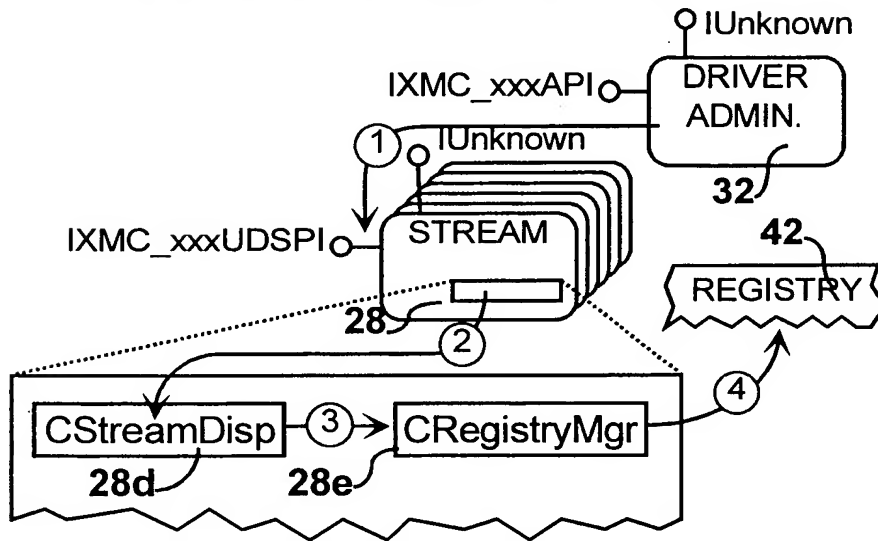 IUnknown
IXMC_xxxAPI
DRIVER
ADMIN.
32
1
IUnknown
IXMC_xxxUDSPI
STREAM
28
42
REGISTRY
2
CStreamDisp
3
CRegistryMgr
4
28d
28e